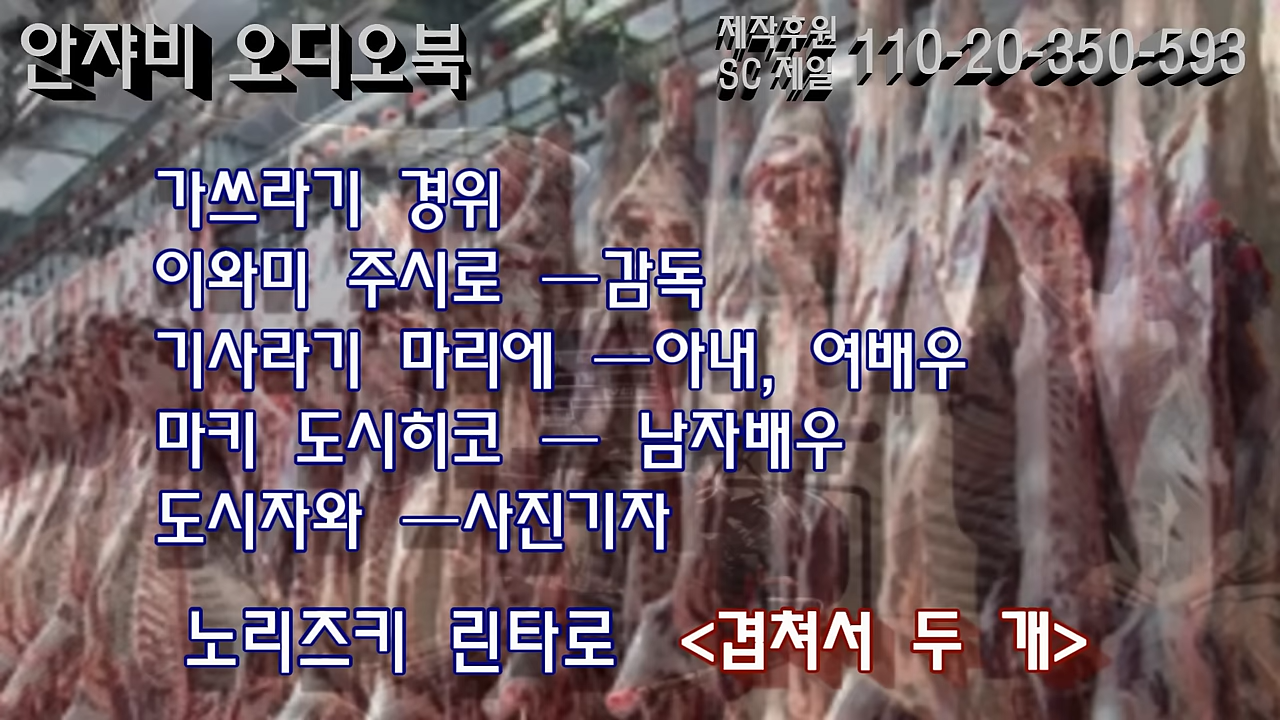 안쟈비 오디오북
제작후원
SC 제일
110-20-350-593
가쓰라기 경위
이와미 주시로 —감독
기사라기 마리에 —아내, 여배우
마키 도시히코 — 남자배우
도시자와 —사진기자
노리즈키 린타로 <겹쳐서 두 개>